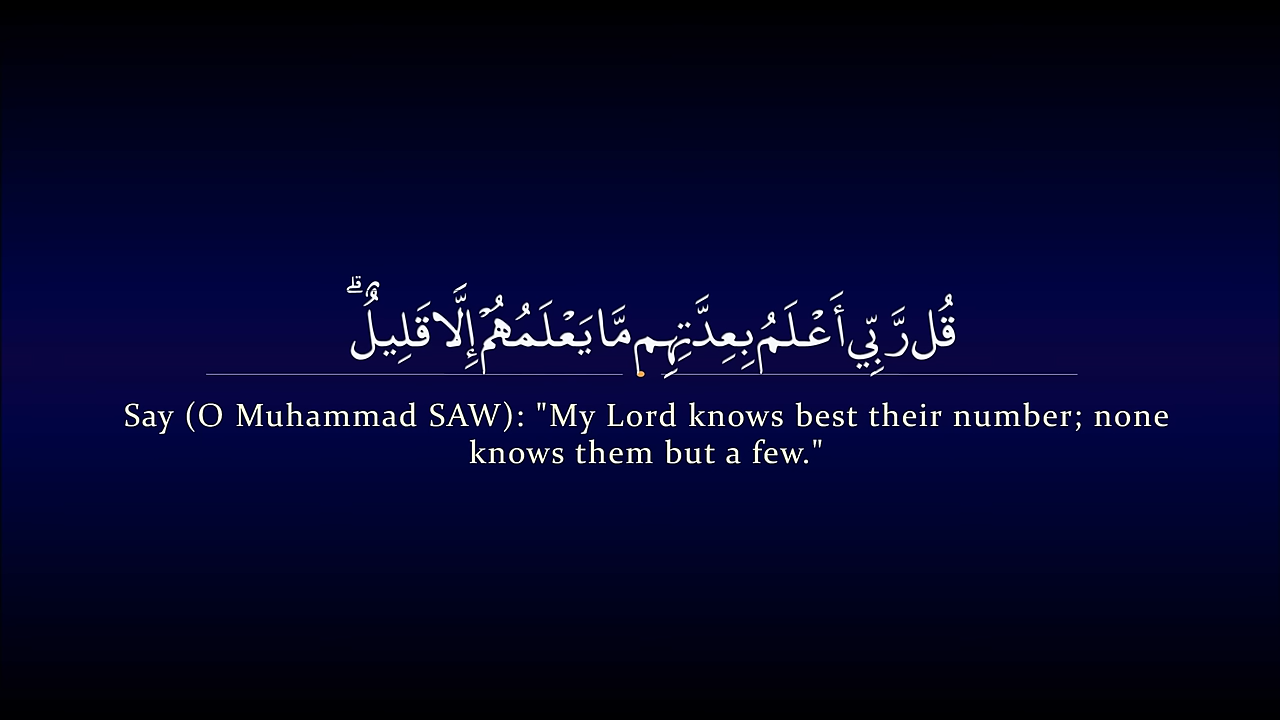 قُل رَّبِّي أَعْلَمُ بِعِدَّتِهِم مَّا يَعْلَمُهُمْ إِلَّا قَلِيلٌ ۗ
Say (O Muhammad SAW): "My Lord knows best their number; none
knows them but a few."